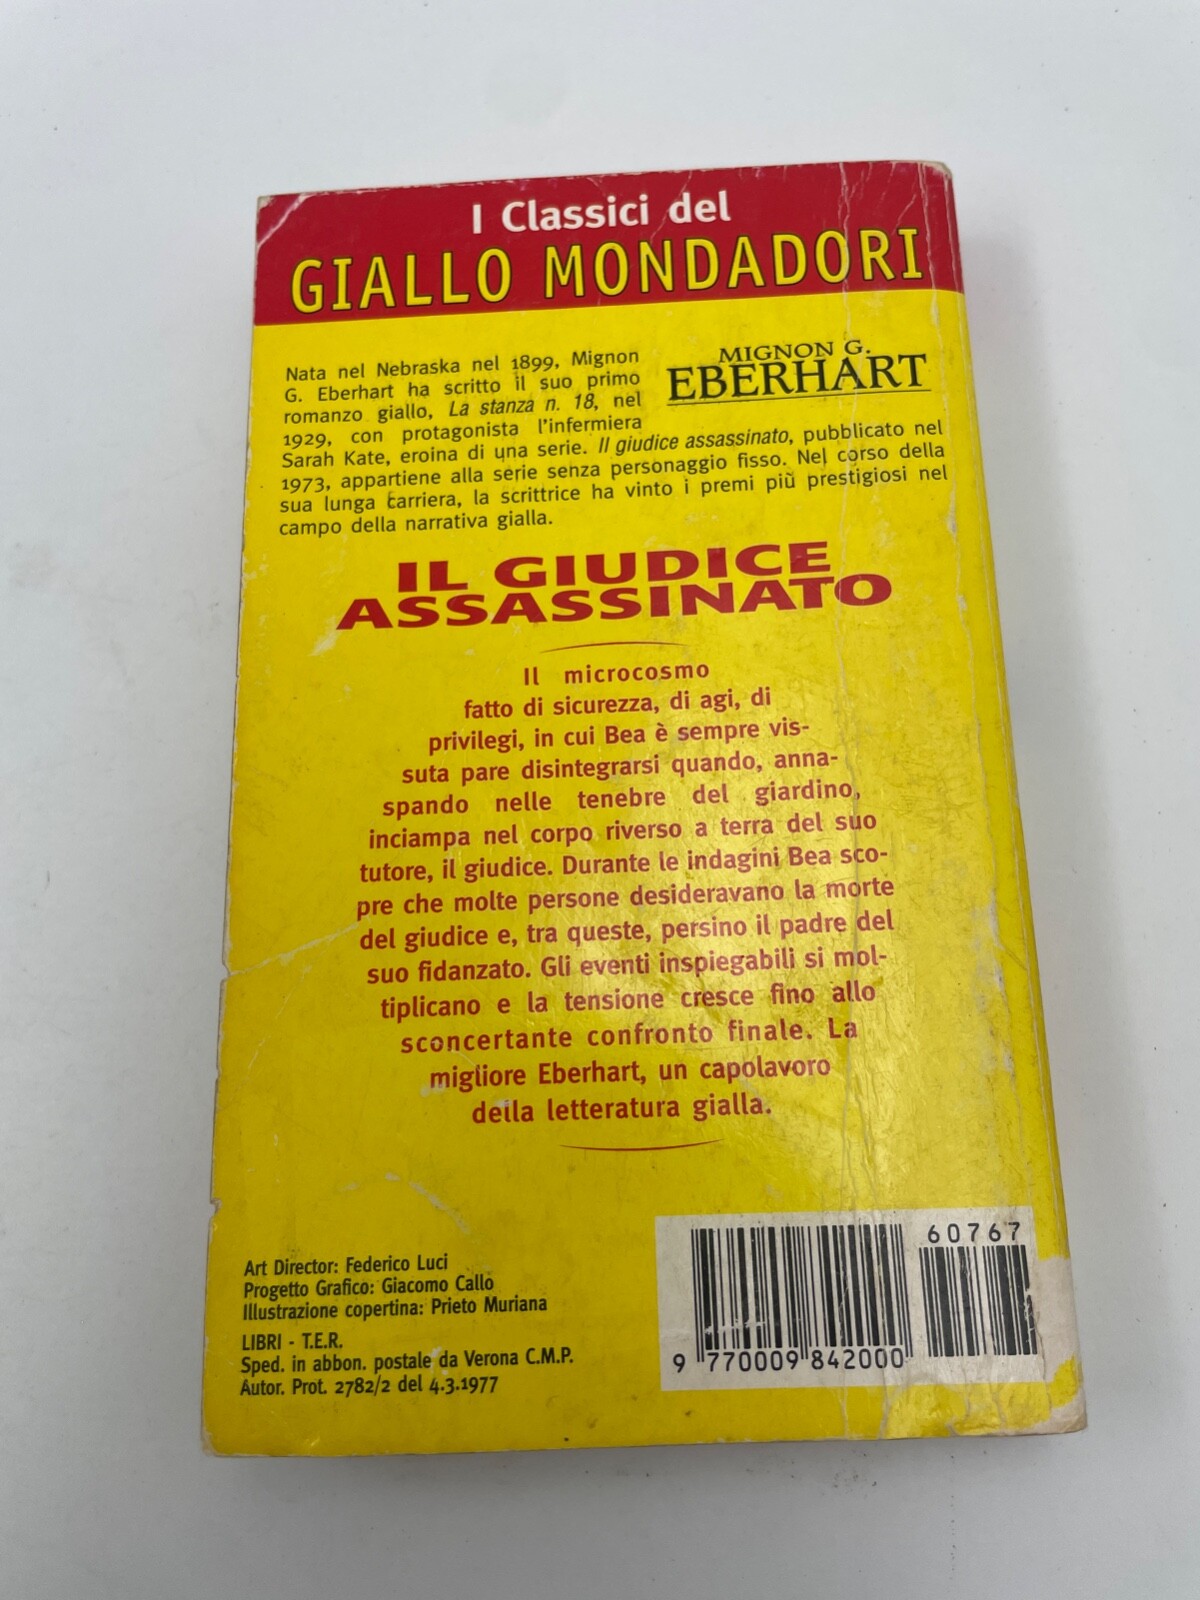 I Classici del
GIALLO MONDADORI
MIGNON G.
EBERHART
Nata nel Nebraska nel 1899, Mignon
G. Eberhart ha scritto il suo primo
romanzo giallo, La stanza n. 18, nel
1929, con protagonista l'infermiera
Sarah Kate, eroina di una serie. Il giudice assassinato, pubblicato nel
1973, appartiene alla serie senza personaggio fisso. Nel corso della
sua lunga carriera, la scrittrice ha vinto i premi più prestigiosi nel
campo della narrativa gialla.
IL GIUDICE
ASSASSINATO
Il microcosmo
fatto di sicurezza, di agi, di
privilegi, in cui Bea è sempre vis-
suta pare disintegrarsi quando, anna-
spando nelle tenebre del giardino,
inciampa nel corpo riverso a terra del suo
tutore, il giudice. Durante le indagini Bea sco-
pre che molte persone desideravano la morte
del giudice e, tra queste, persino il padre del
suo fidanzato. Gli eventi inspiegabili si mol-
tiplicano e la tensione cresce fino allo
sconcertante confronto finale. La
migliore Eberhart, un capolavoro
della letteratura gialla.
Art Director: Federico Luci
Progetto Grafico: Giacomo Callo
Illustrazione copertina: Prieto Muriana
LIBRI - T.E.R.
Sped. in abbon. postale da Verona C.M.P.
Autor. Prot. 2782/2 del 4.3.1977
60767
9 770009 842000